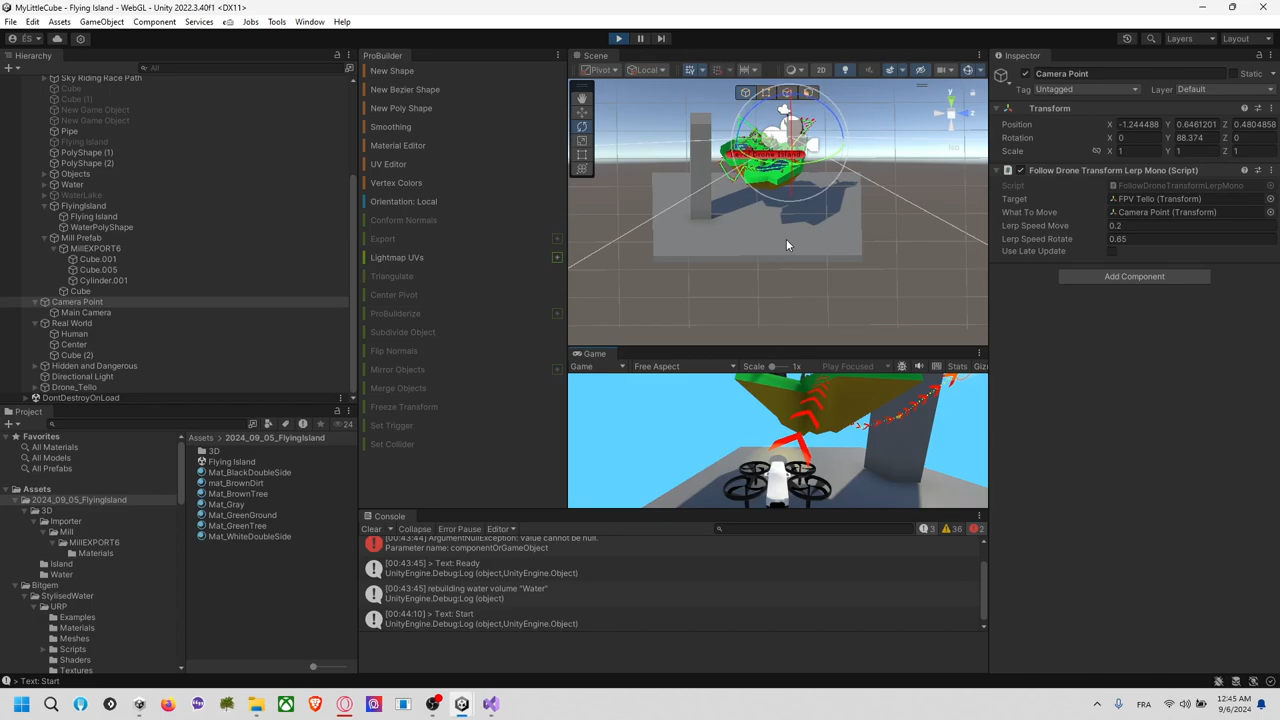 MyLittleCube - Flying Island - WebGL - Unity 2022.3.40f1 <DX11>
File Edit Assets GameObject Component Services Jobs Tools Window Help
ÉS
Layers Layout
Hierarchy
All
Sky Riding Race Path
Cube
Cube (1)
New Game Object
New Game Object
Pipe
Flying Island
PolyShape (1)
PolyShape (2)
Objects
Water
WaterLake
FlyingIsland
Flying Island
WaterPolyShape
Mill Prefab
MillEXPORT6
Cube.001
Cube.005
Cylinder.001
Cube
Camera Point
Main Camera
Real World
Human
Center
Cube (2)
Hidden and Dangerous
Directional Light
Drone_Tello
DontDestroyOnLoad
Project
24
Favorites
All Materials
All Models
All Prefabs
Assets
2024_09_05_FlyingIsland
3D
Importer
Mill
MillEXPORT6
Materials
Island
Water
Bitgem
StylisedWater
URP
Examples
Materials
Meshes
Scripts
Shaders
Textures
Assets > 2024_09_05_FlyingIsland
3D
Flying Island
Mat_BlackDoubleSide
mat_BrownDirt
Mat_BrownTree
Mat_Gray
Mat_GreenGround
Mat_GreenTree
Mat_WhiteDoubleSide
ProBuilder
New Shape
New Bezier Shape
New Poly Shape
Smoothing
Material Editor
UV Editor
Vertex Colors
Orientation: Local
Conform Normals
Export
Lightmap UVs
Triangulate
Center Pivot
ProBuilderize
Subdivide Object
Flip Normals
Mirror Objects
Merge Objects
Freeze Transform
Set Trigger
Set Collider
Scene
Pivot Local 2D
y
z
Iso
Drone Island
Game
Game Free Aspect Scale 1x Play Focused Stats Giz
Console
Clear Collapse Error Pause Editor 3 36 2
[00:43:44] ArgumentNullException: Value cannot be null.
Parameter name: componentOrGameObject
[00:43:45] > Text: Ready
UnityEngine.Debug:Log (object,UnityEngine.Object)
[00:43:45] rebuilding water volume "Water"
UnityEngine.Debug:Log (object)
[00:44:10] > Text: Start
UnityEngine.Debug:Log (object,UnityEngine.Object)
Inspector
Camera Point Static
Tag Untagged Layer Default
Transform
Position X -1.244488 Y 0.6461201 Z 0.4804858
Rotation X 0 Y 88.374 Z 0
Scale X 1 Y 1 Z 1
Follow Drone Transform Lerp Mono (Script)
Script FollowDroneTransformLerpMono
Target FPV Tello (Transform)
What To Move Camera Point (Transform)
Lerp Speed Move 0.2
Lerp Speed Rotate 0.65
Use Late Update
Add Component
> Text: Start
FRA 12:45 AM
9/6/2024